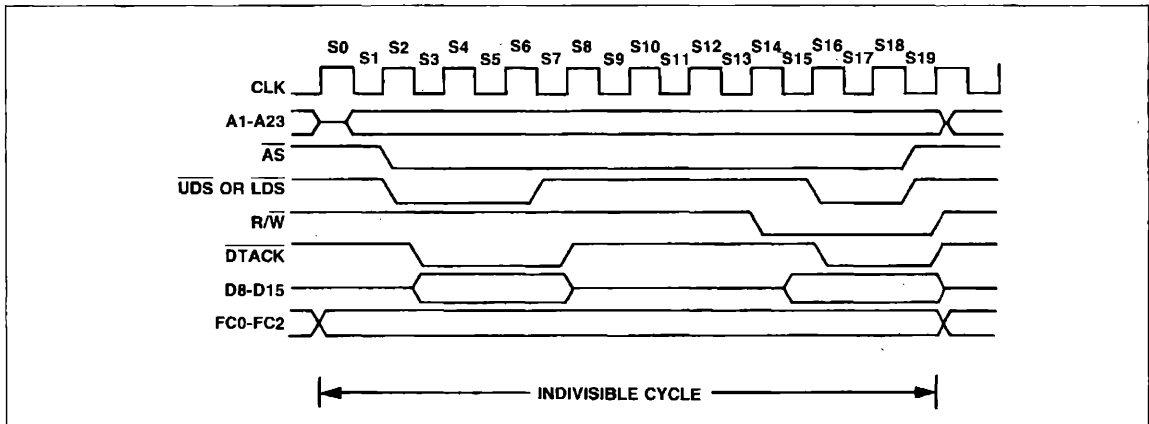 S0 S2 S4 S6 S8 S10 S12 S14 S16 S18
S1 S3 S5 S7 S9 S11 S13 S15 S17 S19
CLK
A1-A23
AS
UDS OR LDS
R/W
DTACK
D8-D15
FC0-FC2
INDIVISIBLE CYCLE